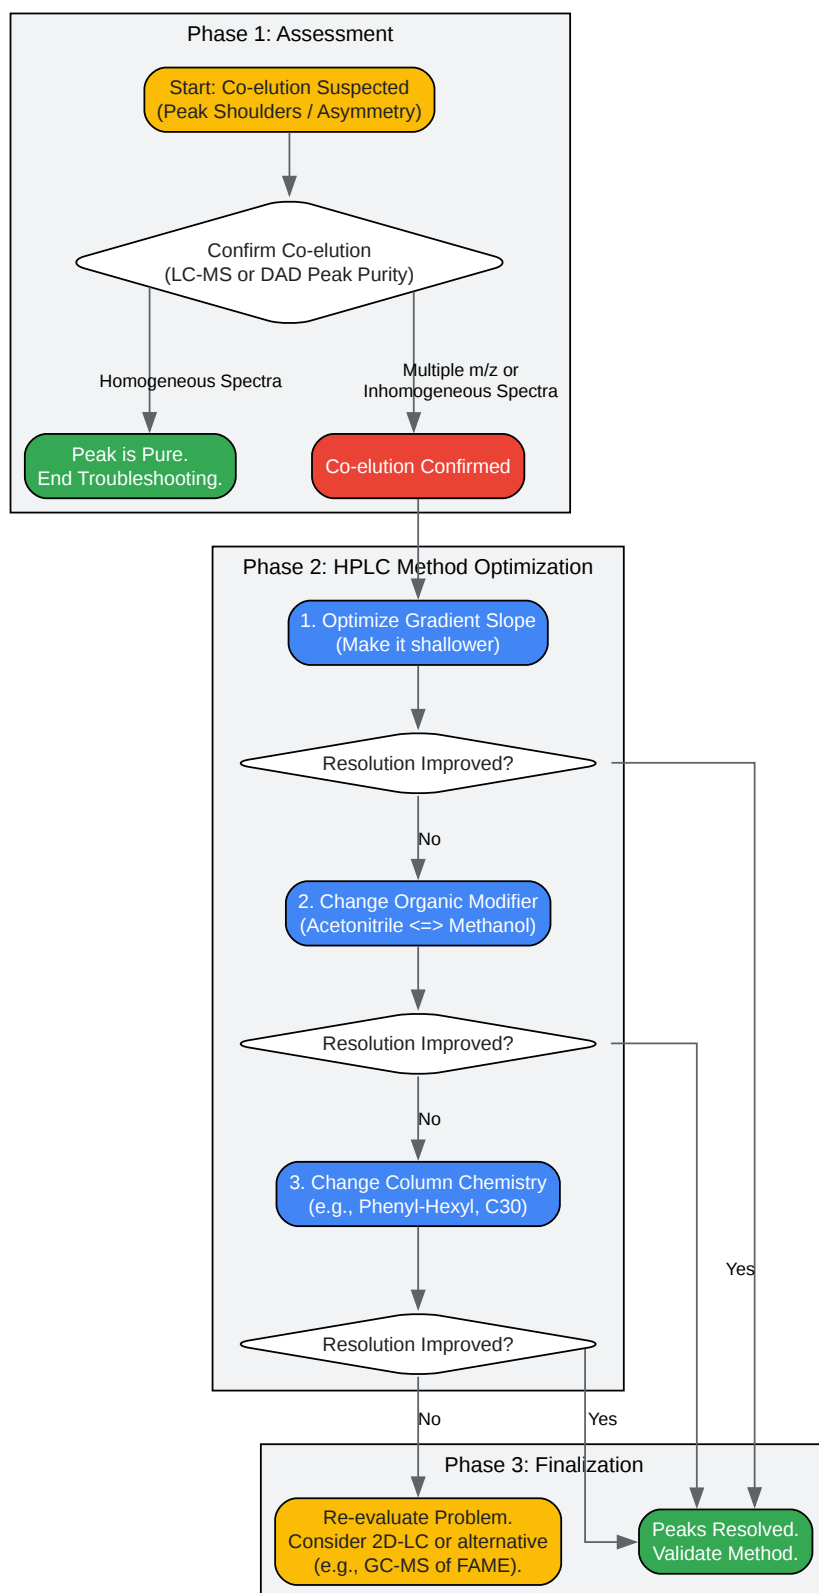 Phase 1: Assessment
Start: Co-elution Suspected
(Peak Shoulders / Asymmetry)
Confirm Co-elution
(LC-MS or DAD Peak Purity)
Homogeneous Spectra
Multiple m/z or
Inhomogeneous Spectra
Peak is Pure.
End Troubleshooting.
Co-elution Confirmed
Phase 2: HPLC Method Optimization
1. Optimize Gradient Slope
(Make it shallower)
Resolution Improved?
No
2. Change Organic Modifier
(Acetonitrile <=> Methanol)
Resolution Improved?
No
3. Change Column Chemistry
(e.g., Phenyl-Hexyl, C30)
Yes
Resolution Improved?
No
Yes
Phase 3: Finalization
Re-evaluate Problem.
Consider 2D-LC or alternative
(e.g., GC-MS of FAME).
Peaks Resolved.
Validate Method.